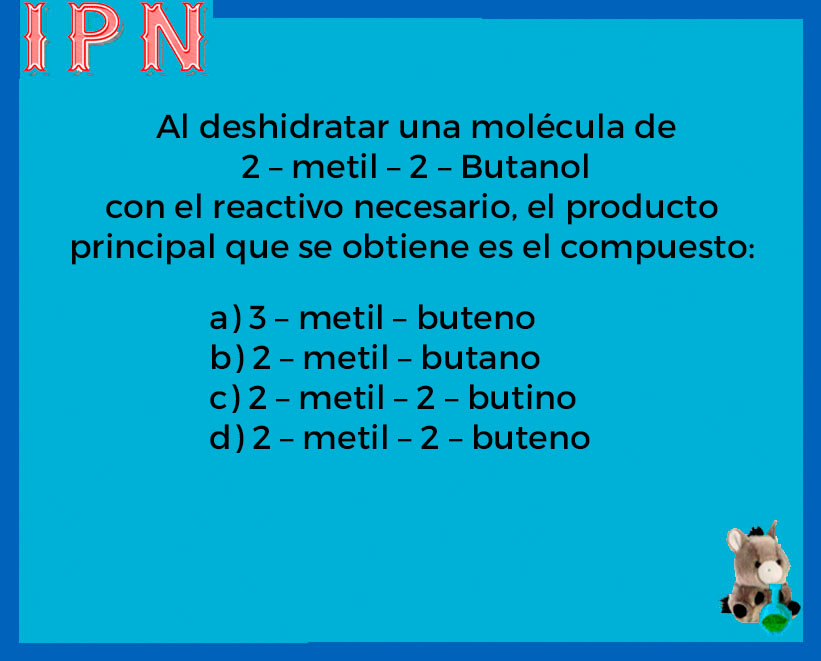 IPN
Al deshidratar una molécula de
2 – metil – 2 – Butanol
con el reactivo necesario, el producto
principal que se obtiene es el compuesto:
a) 3 – metil – buteno
b) 2 – metil – butano
c) 2 – metil – 2 – butino
d) 2 – metil – 2 – buteno